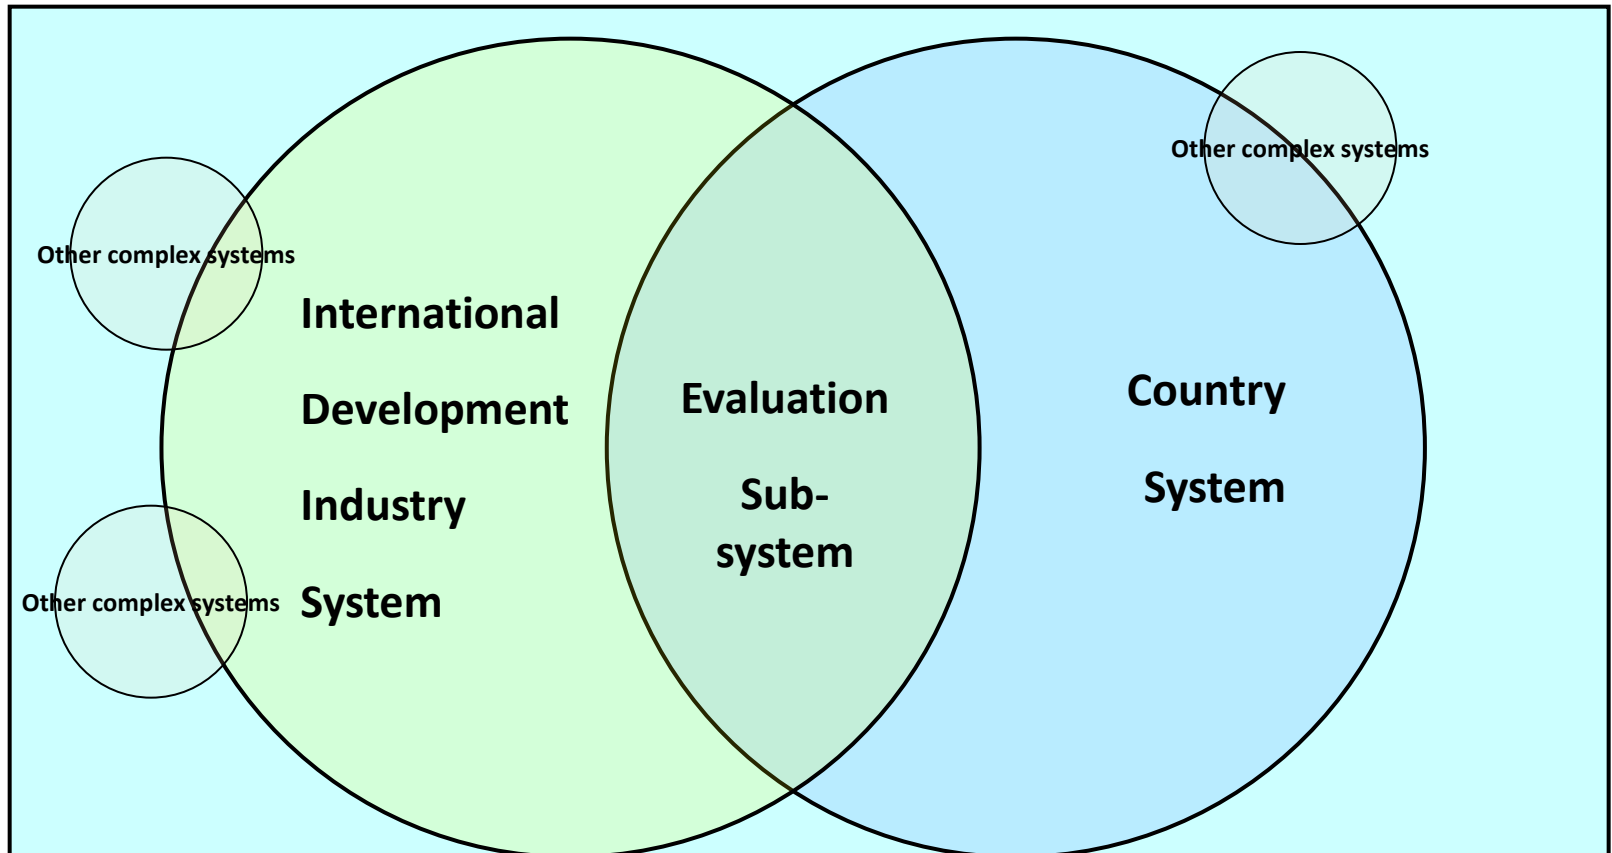 Other complex systems
Other complex systems
International
Development
Industry
System
Other complex systems
Evaluation
Sub-
system
Country
System